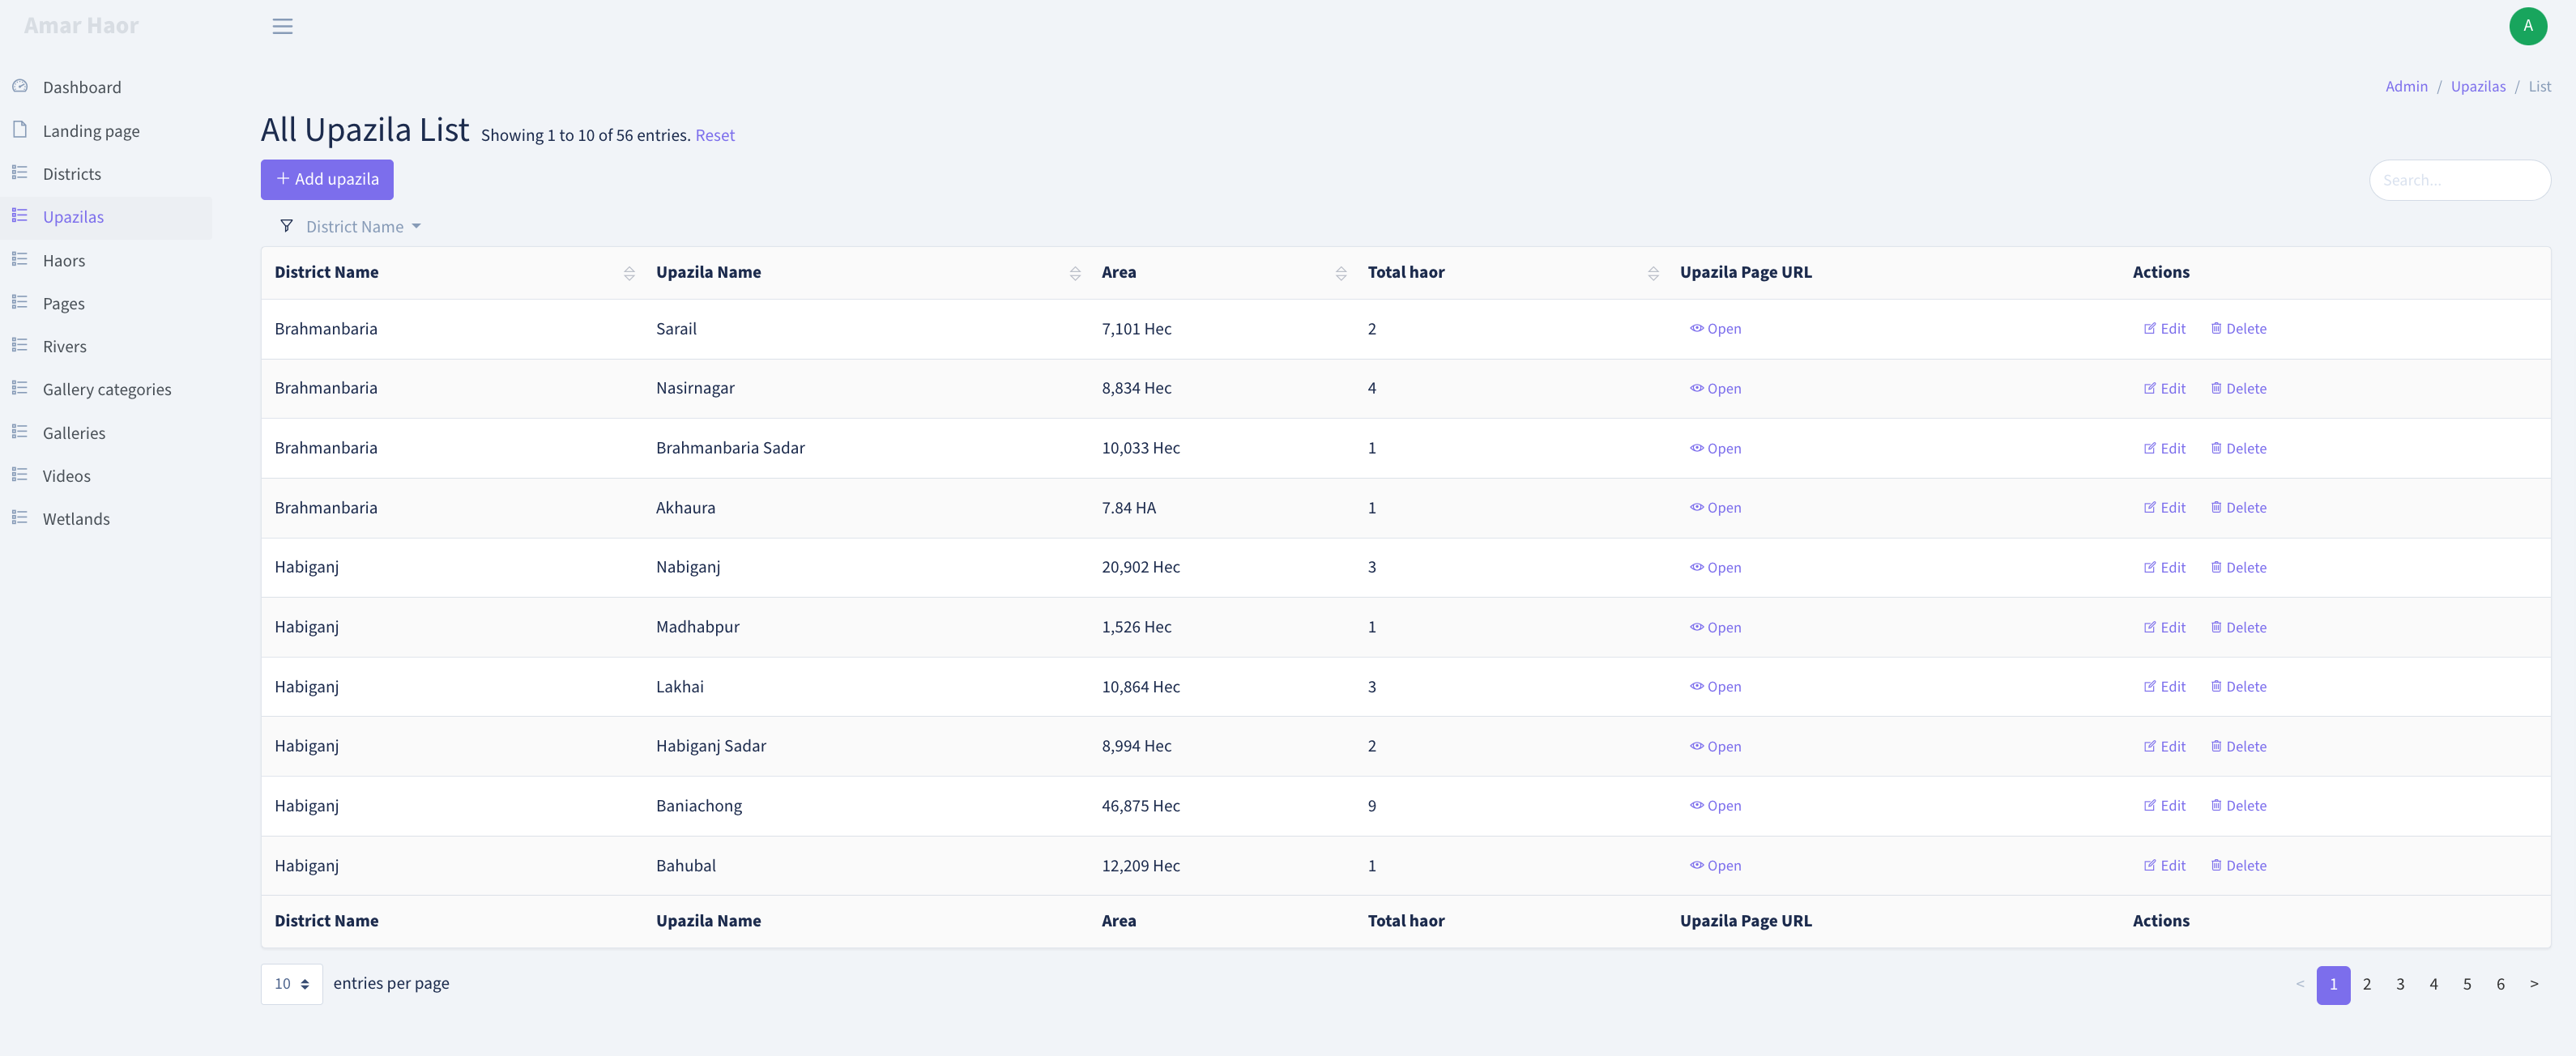 Amar Haor
A
Dashboard
Landing page
Districts
Upazilas
Haors
Pages
Rivers
Gallery categories
Galleries
Videos
Wetlands
Admin / Upazilas / List
All Upazila List Showing 1 to 10 of 56 entries. Reset
Add upazila
Search...
District Name
District Name Upazila Name Area Total haor Upazila Page URL Actions
Brahmanbaria Sarail 7,101 Hec 2 Open Edit Delete
Brahmanbaria Nasirnagar 8,834 Hec 4 Open Edit Delete
Brahmanbaria Brahmanbaria Sadar 10,033 Hec 1 Open Edit Delete
Brahmanbaria Akhaura 7.84 HA 1 Open Edit Delete
Habiganj Nabiganj 20,902 Hec 3 Open Edit Delete
Habiganj Madhabpur 1,526 Hec 1 Open Edit Delete
Habiganj Lakhai 10,864 Hec 3 Open Edit Delete
Habiganj Habiganj Sadar 8,994 Hec 2 Open Edit Delete
Habiganj Baniachong 46,875 Hec 9 Open Edit Delete
Habiganj Bahubal 12,209 Hec 1 Open Edit Delete
District Name Upazila Name Area Total haor Upazila Page URL Actions
10 entries per page
< 1 2 3 4 5 6 >